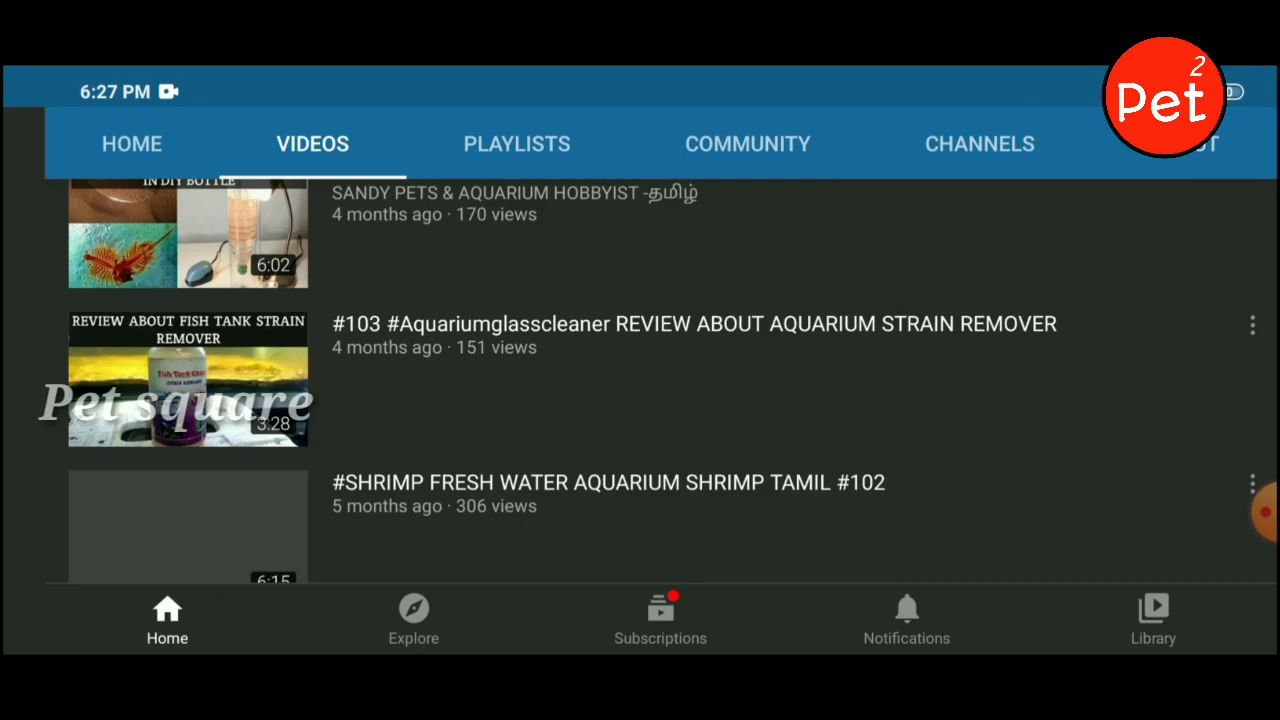 2
Pet
6:27 PM
HOME VIDEOS PLAYLISTS COMMUNITY CHANNELS
IN DIY BOTTLE
6:02
SANDY PETS & AQUARIUM HOBBYIST -தமிழ்
4 months ago · 170 views
REVIEW ABOUT FISH TANK STRAIN
REMOVER
Fish Tank
3:28
#103 #Aquariumglasscleaner REVIEW ABOUT AQUARIUM STRAIN REMOVER
4 months ago · 151 views
Pet square
6:15
#SHRIMP FRESH WATER AQUARIUM SHRIMP TAMIL #102
5 months ago · 306 views
Home Explore Subscriptions Notifications Library